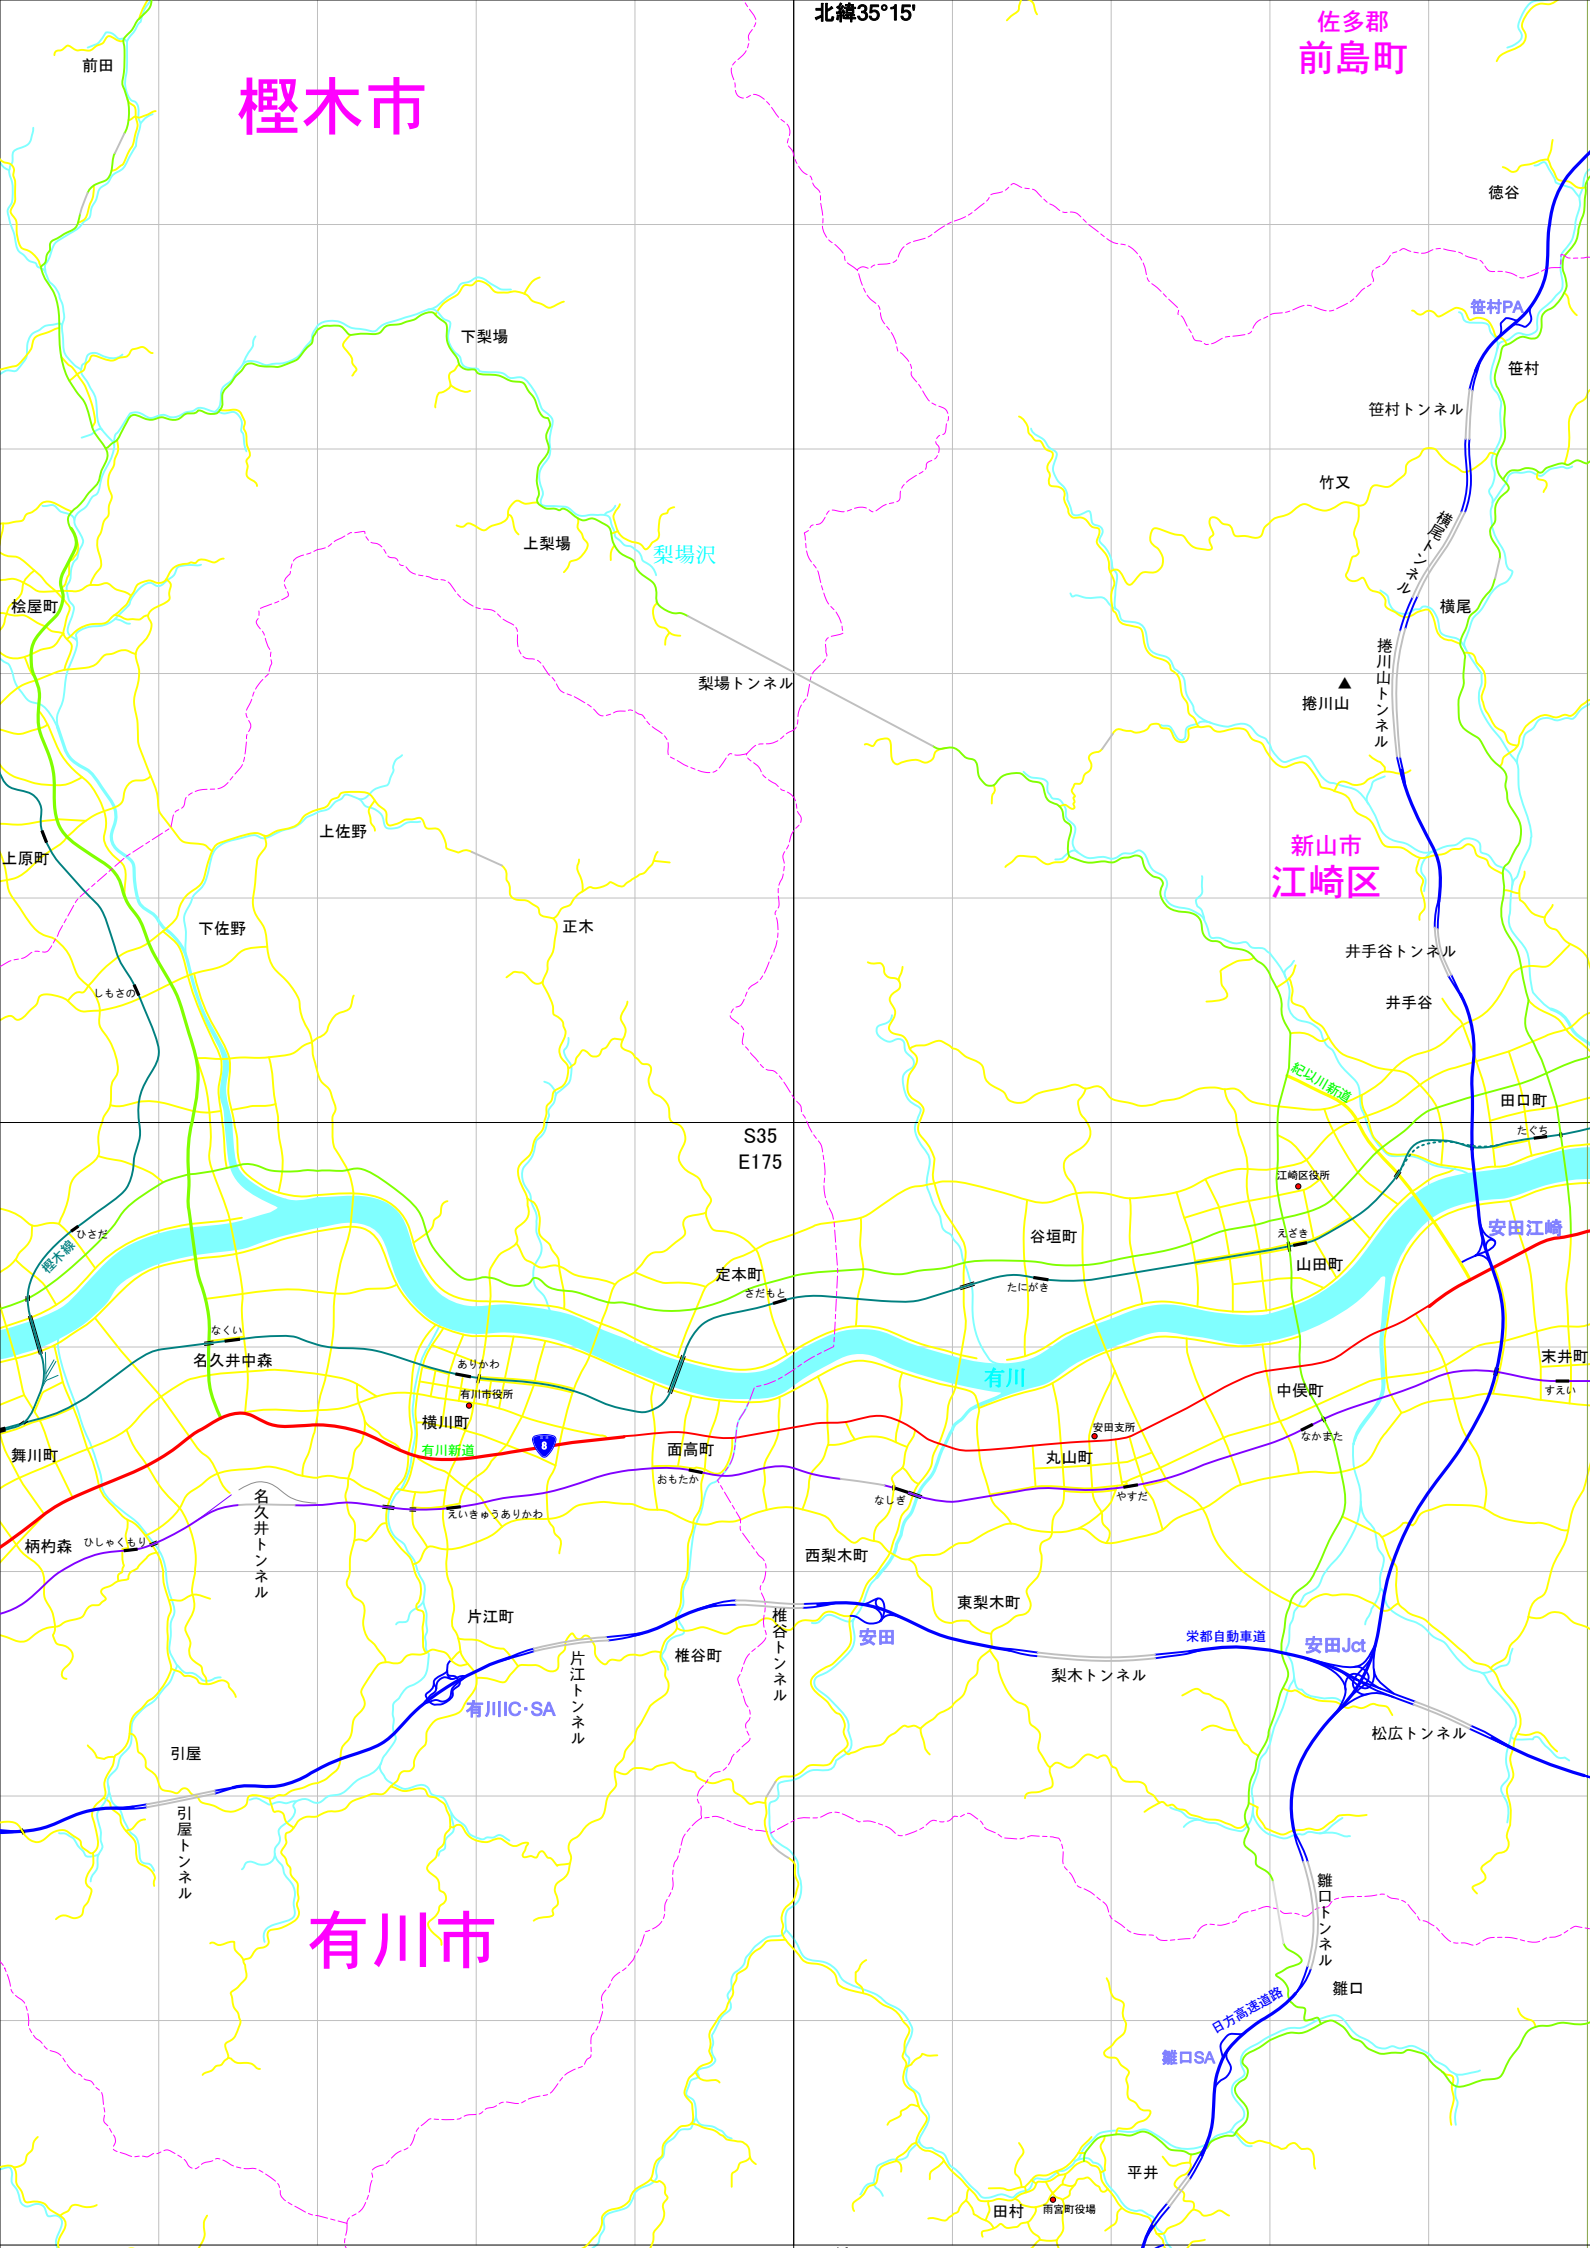 北緯35°15'
佐多郡
前島町
前田
樫木市
徳谷
笹村PA
下梨場
笹村
笹村トンネル
竹又
上梨場
梨場沢
横尾トンネル
桧屋町
横尾
捲川山トンネル
梨場トンネル
捲川山
上佐野
新山市
江崎区
上原町
下佐野
正木
井手谷トンネル
しもさの
井手谷
紀以川新道
田口町
たぐち
S35
E175
江崎区役所
ひさだ
樫木線
谷垣町
えざき
安田江崎
山田町
定本町
さだもと
たにがき
なくい
名久井中森
ありかわ
有川市役所
有川
末井町
すえい
中俣町
横川町
有川新道
8
面高町
おもたか
安田支所
丸山町
なかまた
舞川町
名久井トンネル
えいきゅうありかわ
なしぎ
やすだ
柄杓森
ひしゃくもり
西梨木町
東梨木町
片江町
椎谷トンネル
安田
栄都自動車道
安田Jct
片江トンネル
椎谷町
梨木トンネル
有川IC・SA
松広トンネル
引屋
引屋トンネル
雛口トンネル
有川市
雛口
日方高速道路
雛口SA
平井
田村
雨宮町役場